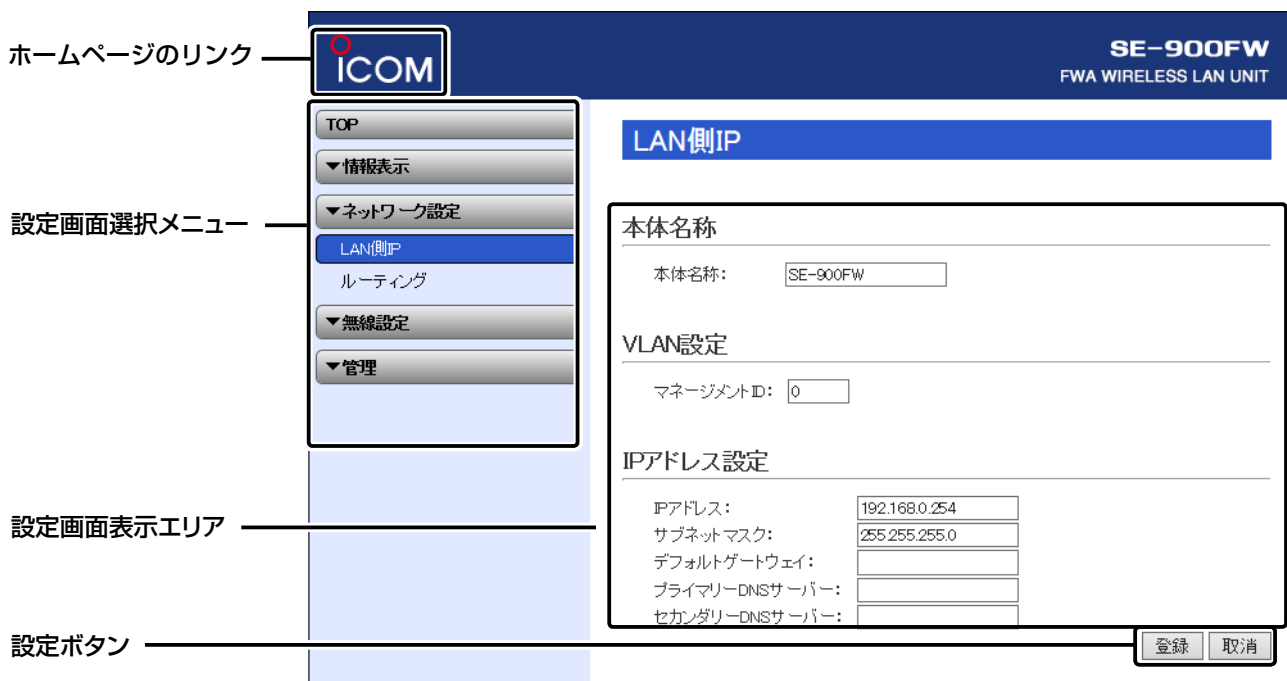 ホームページのリンク
ICOM
SE-900FW
FWA WIRELESS LAN UNIT
設定画面選択メニュー
TOP
▼情報表示
▼ネットワーク設定
LAN側IP
ルーティング
▼無線設定
▼管理
LAN側IP
設定画面表示エリア
本体名称
本体名称: SE-900FW
VLAN設定
マネージメントID: 0
IPアドレス設定
IPアドレス: 192.168.0.254
サブネットマスク: 255.255.255.0
デフォルトゲートウェイ:
プライマリーDNSサーバー:
セカンダリーDNSサーバー:
設定ボタン
登録 取消